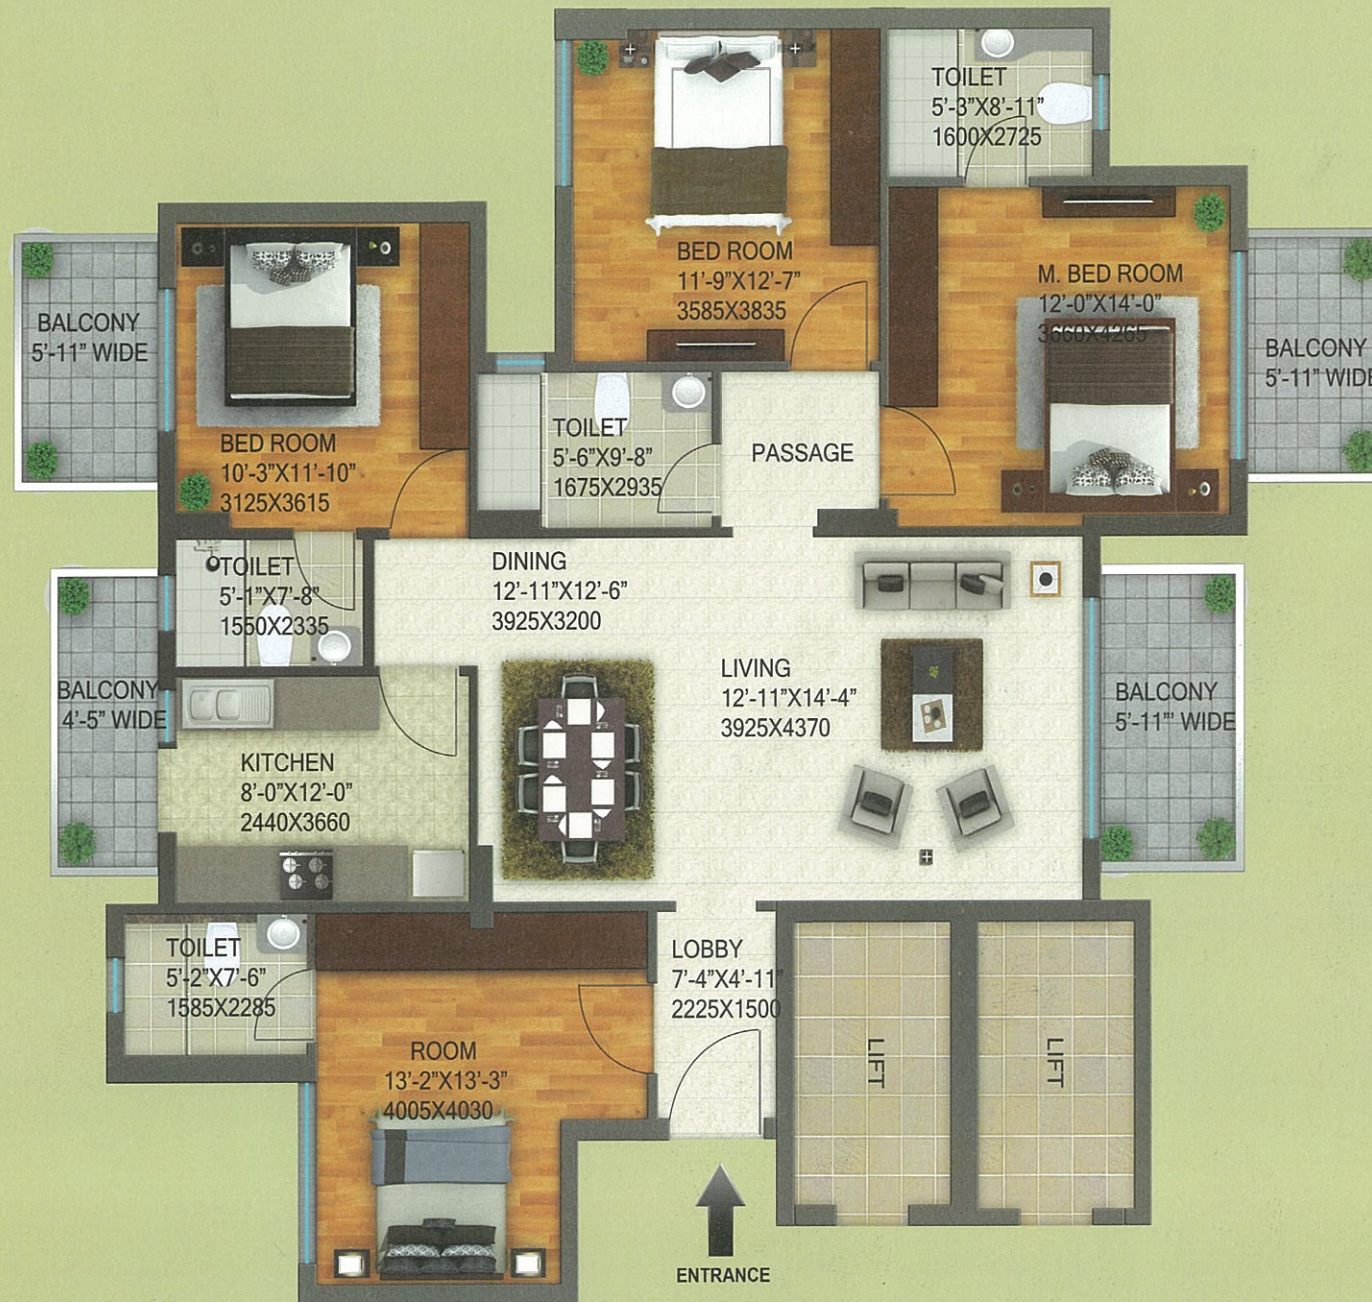 TOILET
5'-3"X8'-11"
1600X2725
BED ROOM
11'-9"X12'-7"
3585X3835
M. BED ROOM
12'-0"X14'-0"
3660X4265
BALCONY
5'-11" WIDE
BALCONY
5'-11" WIDE
BED ROOM
10'-3"X11'-10"
3125X3615
TOILET
5'-6"X9'-8"
1675X2935
PASSAGE
TOILET
5'-1"X7'-8"
1550X2335
DINING
12'-11"X12'-6"
3925X3200
LIVING
12'-11"X14'-4"
3925X4370
BALCONY
4'-5" WIDE
BALCONY
5'-11"' WIDE
KITCHEN
8'-0"X12'-0"
2440X3660
TOILET
5'-2"X7'-6"
1585X2285
LOBBY
7'-4"X4'-11"
2225X1500
ROOM
13'-2"X13'-3"
4005X4030
LIFT
LIFT
ENTRANCE